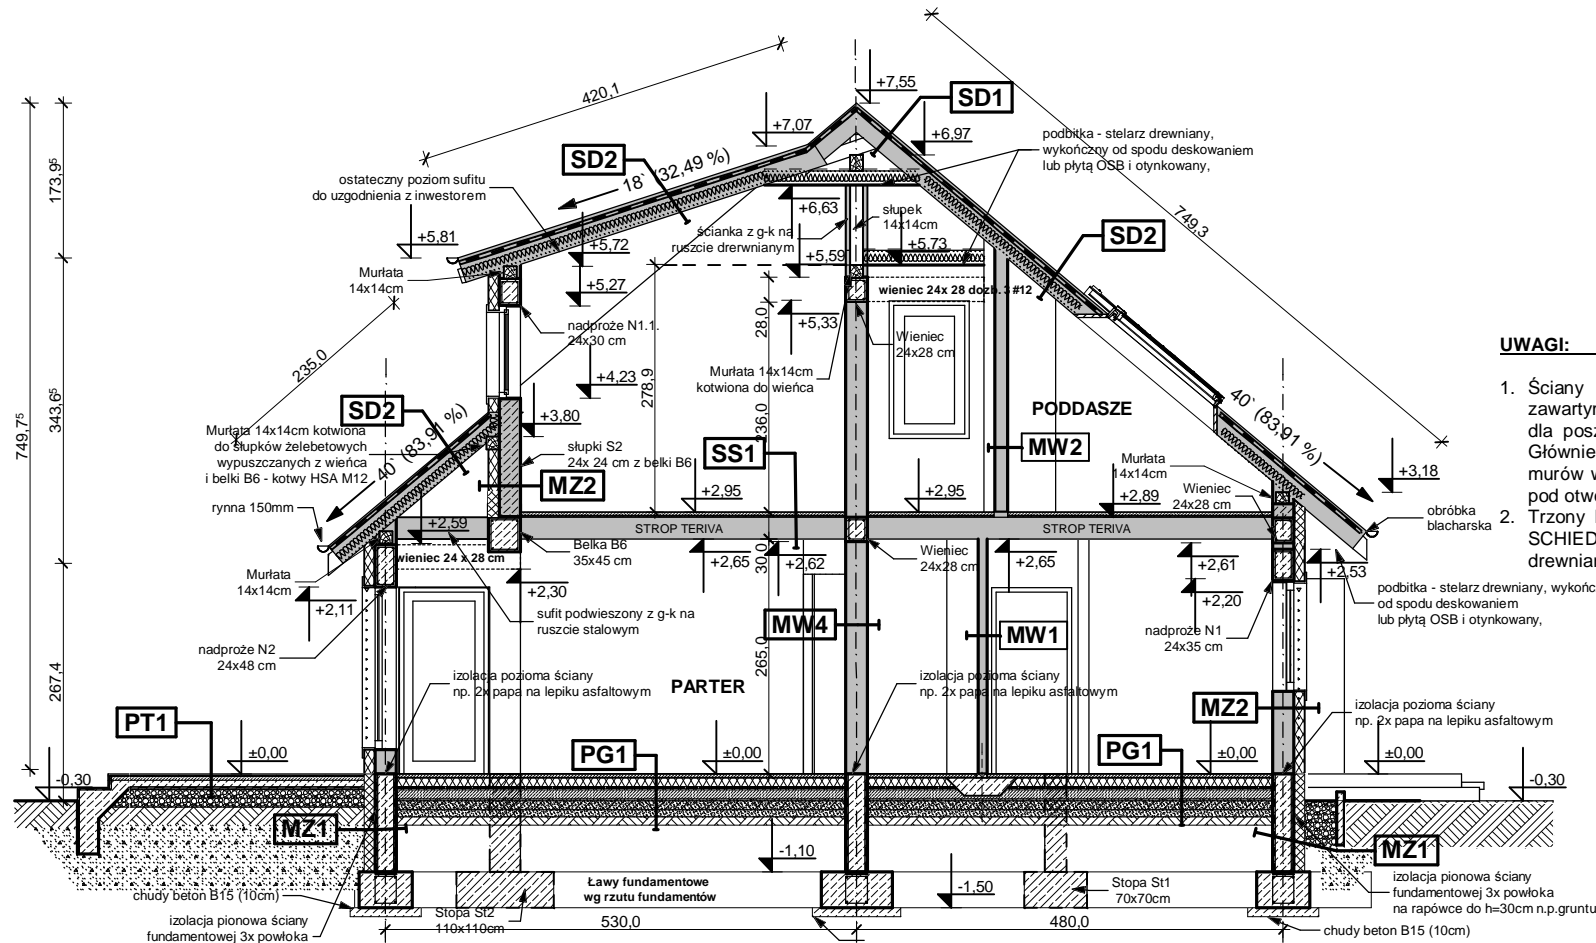 +7,55
SD1
420,1
+7,07
+6,97
podbitka - stelarz drewniany,
wykończny od spodu deskowaniem
lub płytą OSB i otynkowany,
SD2
18` (32,49 %)
ostateczny poziom sufitu
do uzgodnienia z inwestorem
173,9⁵
+6,63
słupek
14x14cm
749,3
+5,81
ścianka z g-k na
ruszcie drerwnianym
SD2
+5,72
+5,73
+5,59
Murłata
14x14cm
+5,27
wieniec 24x 28 dozb. 3 #12
nadproże N1.1.
24x30 cm
+5,33
28,0
Wieniec
24x28 cm
UWAGI:
235,0
+4,23
278,9
Murłata 14x14cm
kotwiona do wieńca
1. Ściany
zawartym
dla posz
Głównie
murów w
pod otwo
2. Trzony k
SCHIED
drewnian
749,7⁵
343,6⁵
SD2
+3,80
PODDASZE
40` (83,91 %)
Murłata 14x14cm kotwiona
do słupków żelebetowych
wypuszczanych z wieńca
i belki B6 - kotwy HSA M12
40` (83,91 %)
słupki S2
24x 24 cm z belki B6
236,0
SS1
MW2
Murłata
14x14cm
+3,18
MZ2
+2,95
+2,95
+2,89
Wieniec
24x28 cm
rynna 150mm
obróbka
blacharska
+2,59
STROP TERIVA
STROP TERIVA
wieniec 24 x 28 cm
Belka B6
35x45 cm
+2,65
30,0
+2,62
Wieniec
24x28 cm
+2,65
+2,61
+2,53
Murłata
14x14cm
+2,11
+2,30
+2,20
podbitka - stelarz drewniany, wykońc
od spodu deskowaniem
lub płytą OSB i otynkowany,
sufit podwieszony z g-k na
ruszcie stalowym
MW4
MW1
nadproże N1
24x35 cm
nadproże N2
24x48 cm
265,0
267,4
izolacja pozioma ściany
np. 2x papa na lepiku asfaltowym
PARTER
izolacja pozioma ściany
np. 2x papa na lepiku asfaltowym
MZ2
izolacja pozioma ściany
np. 2x papa na lepiku asfaltowym
PT1
±0,00
PG1
±0,00
PG1
±0,00
±0,00
-0,30
-0,30
MZ1
MZ1
-1,10
-1,50
Ławy fundamentowe
wg rzutu fundamentów
Stopa St1
70x70cm
izolacja pionowa ściany
fundamentowej 3x powłoka
na rapówce do h=30cm n.p.gruntu
chudy beton B15 (10cm)
Stopa St2
110x110cm
izolacja pionowa ściany
fundamentowej 3x powłoka
530,0
480,0
chudy beton B15 (10cm)